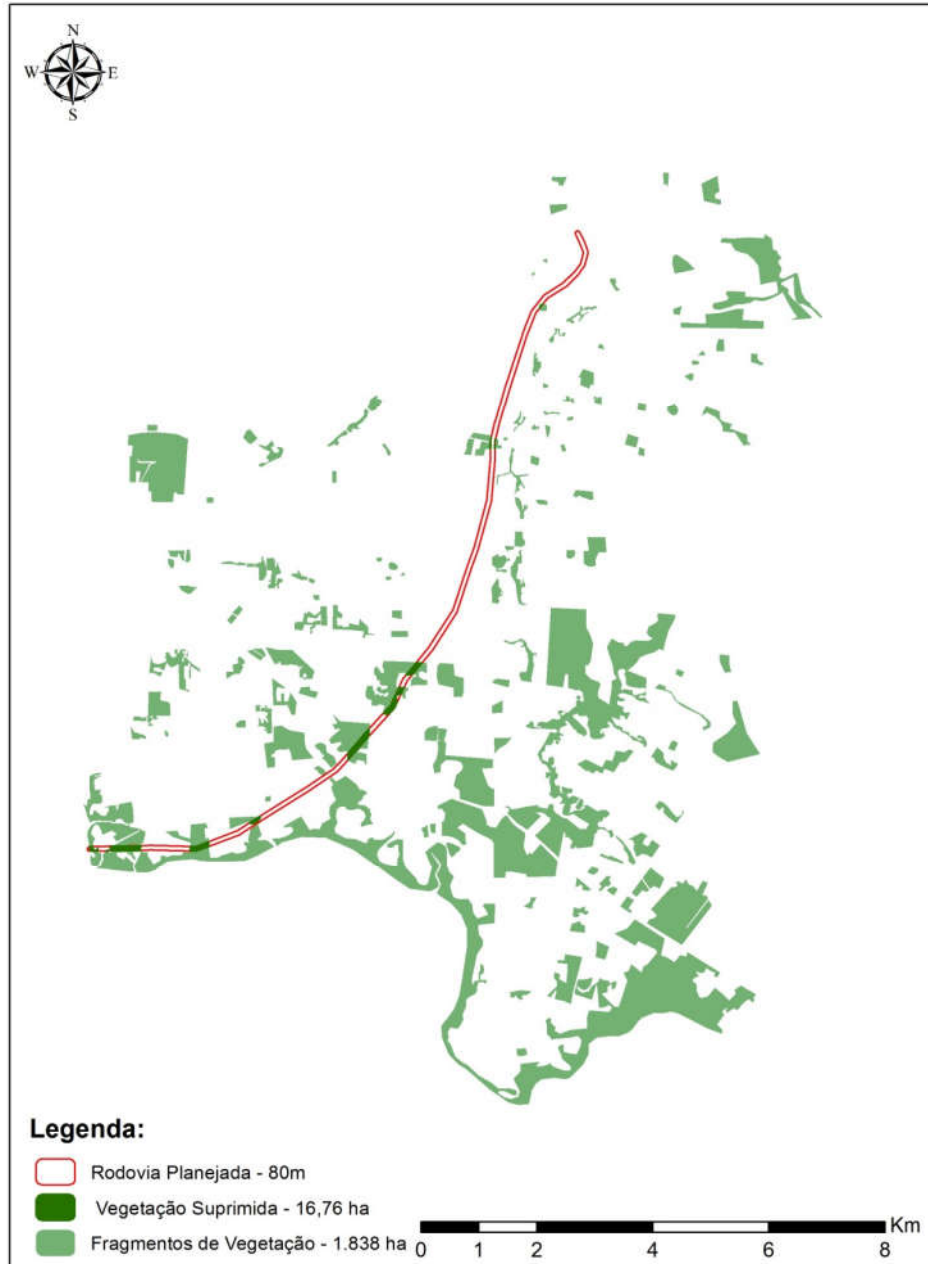 N
W E
S
Legenda:
Rodovia Planejada - 80m
Vegetação Suprimida - 16,76 ha
Fragmentos de Vegetação - 1.838 ha
Km
0 1 2 4 6 8